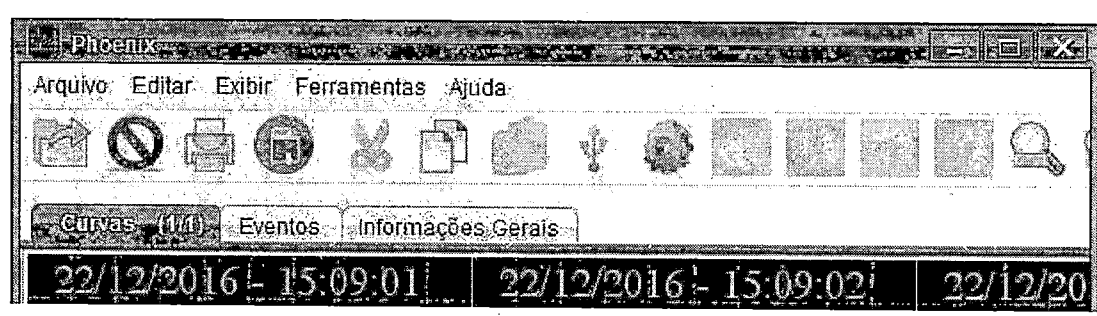 Phoenix
Arquivo Editar Exibir Ferramentas Ajuda
Curvas (1/1) Eventos Informações Gerais
22/12/2016 - 15:09:01 22/12/2016 - 15:09:02 22/12/20